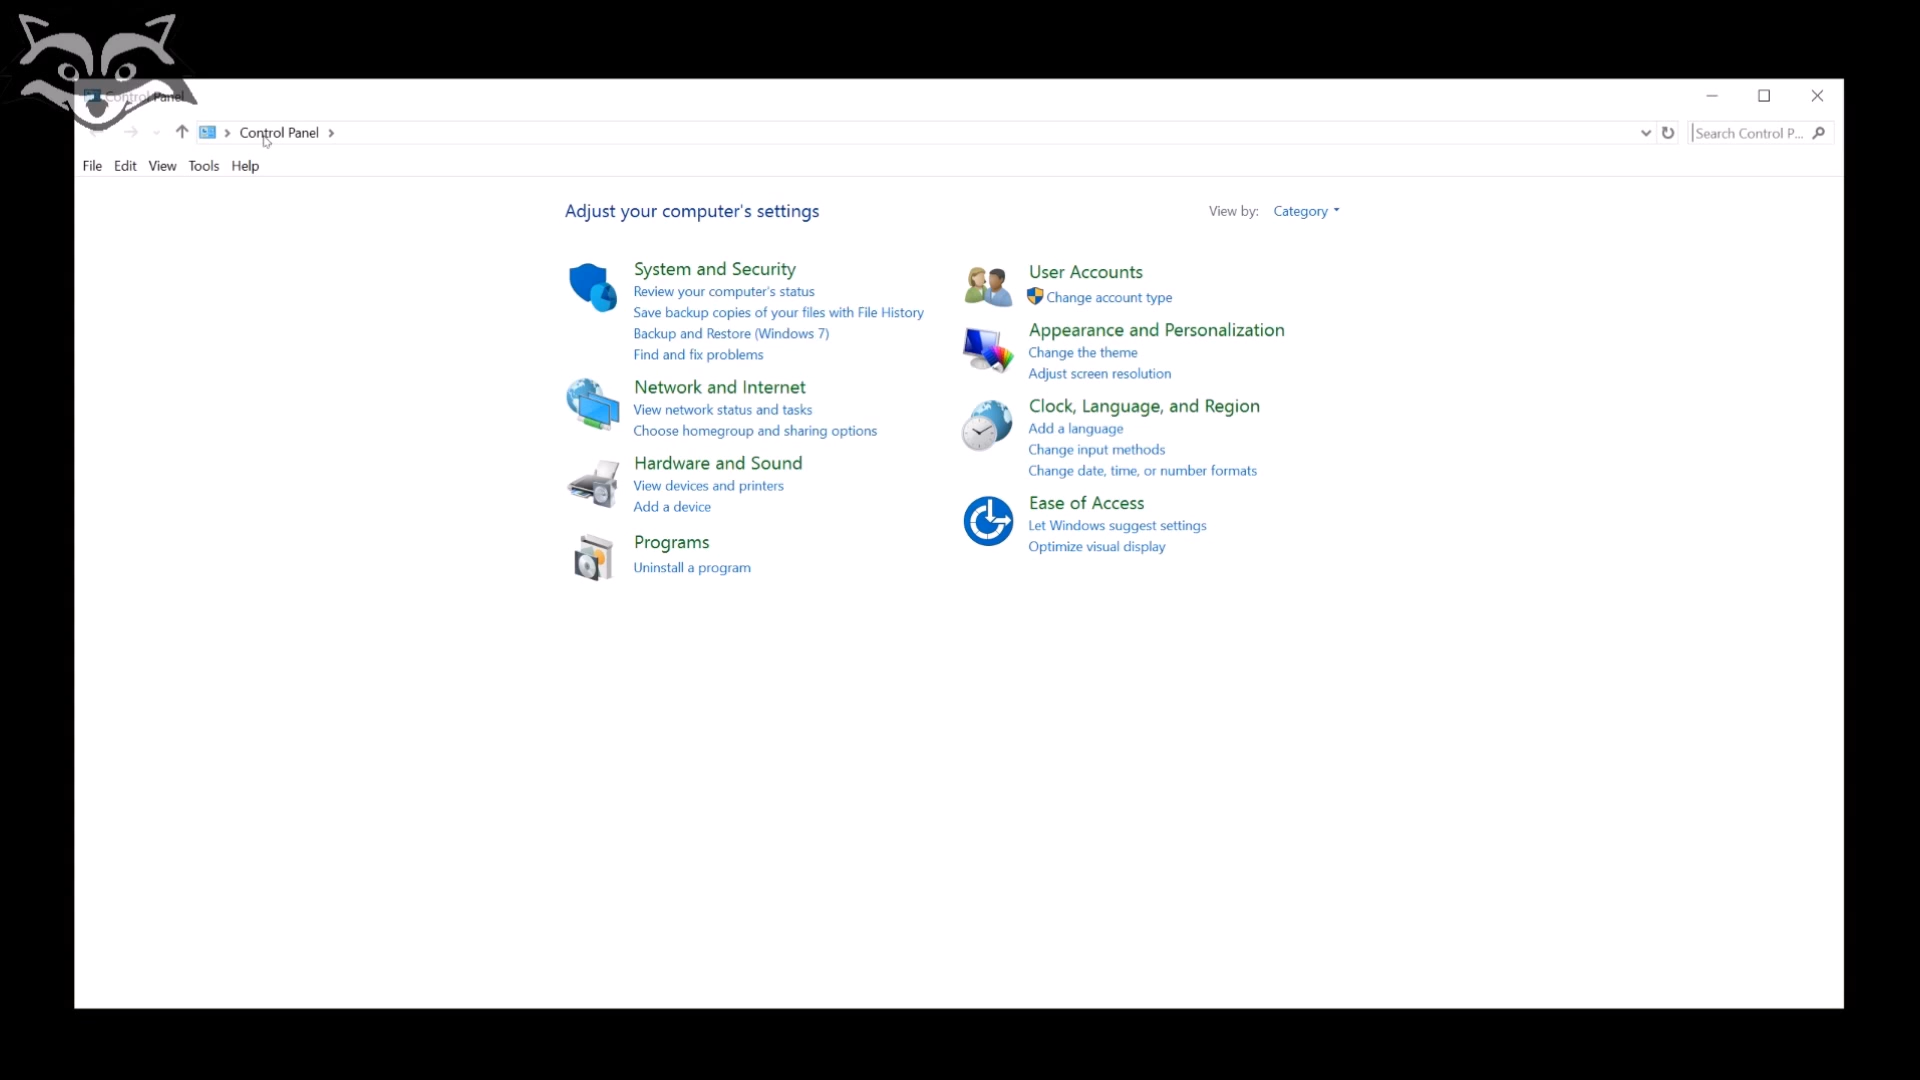 Control Panel
Control Panel
Search Control P...
File Edit View Tools Help
Adjust your computer's settings
View by: Category
System and Security
Review your computer's status
Save backup copies of your files with File History
Backup and Restore (Windows 7)
Find and fix problems
Network and Internet
View network status and tasks
Choose homegroup and sharing options
Hardware and Sound
View devices and printers
Add a device
Programs
Uninstall a program
User Accounts
Change account type
Appearance and Personalization
Change the theme
Adjust screen resolution
Clock, Language, and Region
Add a language
Change input methods
Change date, time, or number formats
Ease of Access
Let Windows suggest settings
Optimize visual display